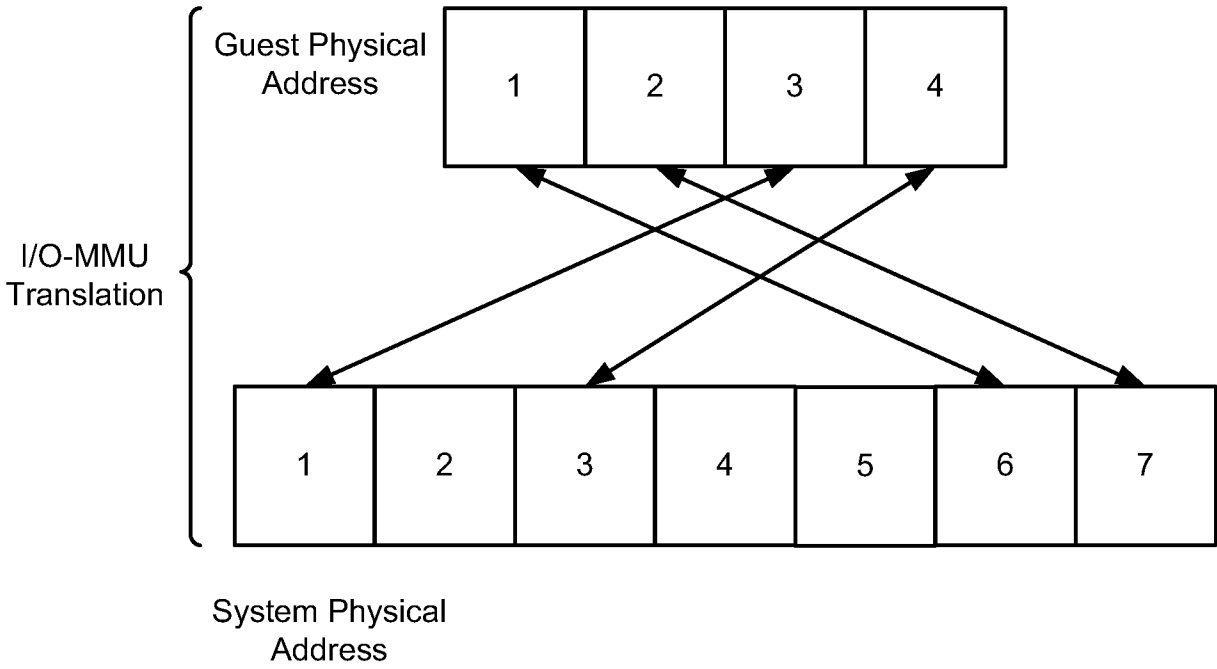 Guest Physical
Address
1 2 3 4
I/O-MMU
Translation
1 2 3 4 5 6 7
System Physical
Address